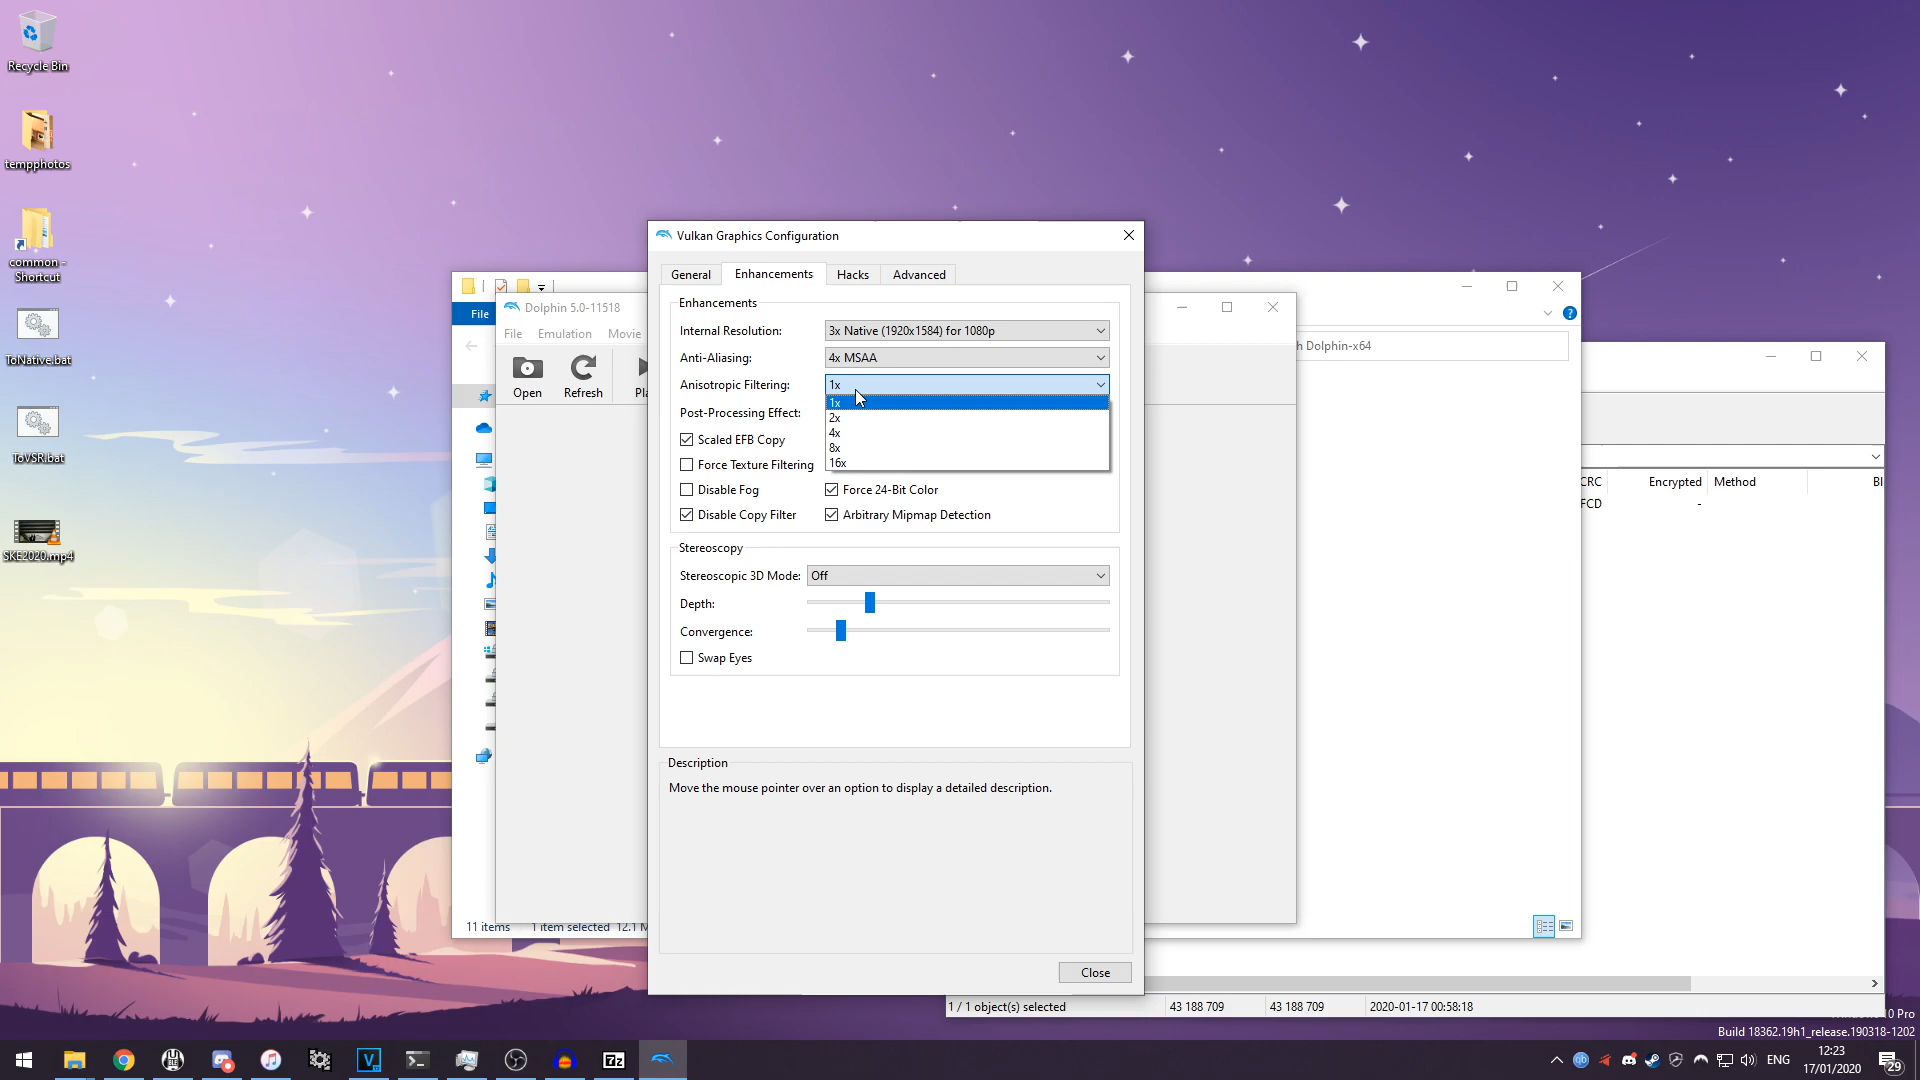 Recycle Bin
tempphotos
common -
Shortcut
ToNative.bat
ToVSR.bat
SKE2020.mp4
File
11 items
1 item selected
12.1 M
h Dolphin-x64
Dolphin 5.0-11518
File
Emulation
Movie
Open
Refresh
Pla
Vulkan Graphics Configuration
General
Enhancements
Hacks
Advanced
Enhancements
Internal Resolution:
3x Native (1920x1584) for 1080p
Anti-Aliasing:
4x MSAA
Anisotropic Filtering:
1x
1x
2x
4x
8x
16x
Post-Processing Effect:
Scaled EFB Copy
Force Texture Filtering
Disable Fog
Force 24-Bit Color
Disable Copy Filter
Arbitrary Mipmap Detection
Stereoscopy
Stereoscopic 3D Mode:
Off
Depth:
Convergence:
Swap Eyes
Description
Move the mouse pointer over an option to display a detailed description.
Close
CRC
Encrypted
Method
Bl
FCD
-
1 / 1 object(s) selected
43 188 709
43 188 709
2020-01-17 00:58:18
10 Pro
Build 18362.19h1_release.190318-1202
ENG
12:23
17/01/2020
29